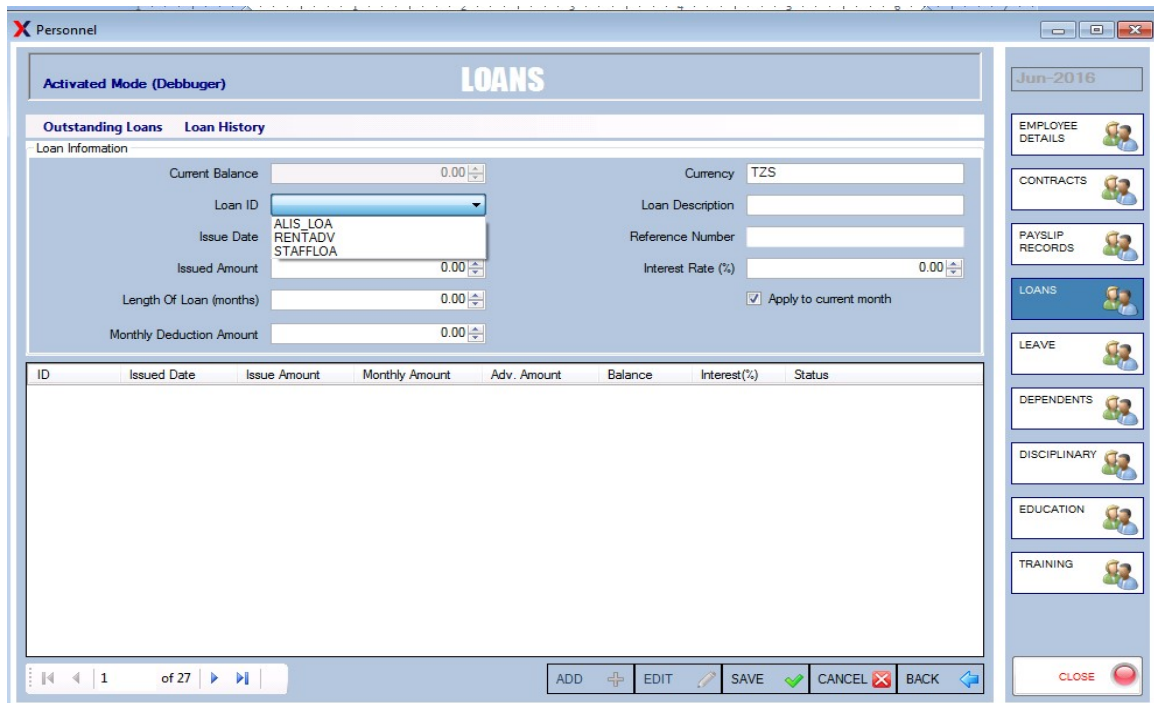 Personnel
Activated Mode (Debbuger)
LOANS
Jun-2016
Outstanding Loans Loan History
Loan Information
Current Balance 0.00 Currency TZS
Loan ID Loan Description
ALIS_LOA
RENTADV
STAFFLOA
Issue Date Reference Number
Issued Amount 0.00 Interest Rate (%) 0.00
Length Of Loan (months) 0.00 Apply to current month
Monthly Deduction Amount 0.00
ID Issued Date Issue Amount Monthly Amount Adv. Amount Balance Interest(%) Status
1 of 27
ADD EDIT SAVE CANCEL BACK
EMPLOYEE
DETAILS
CONTRACTS
PAYSLIP
RECORDS
LOANS
LEAVE
DEPENDENTS
DISCIPLINARY
EDUCATION
TRAINING
CLOSE